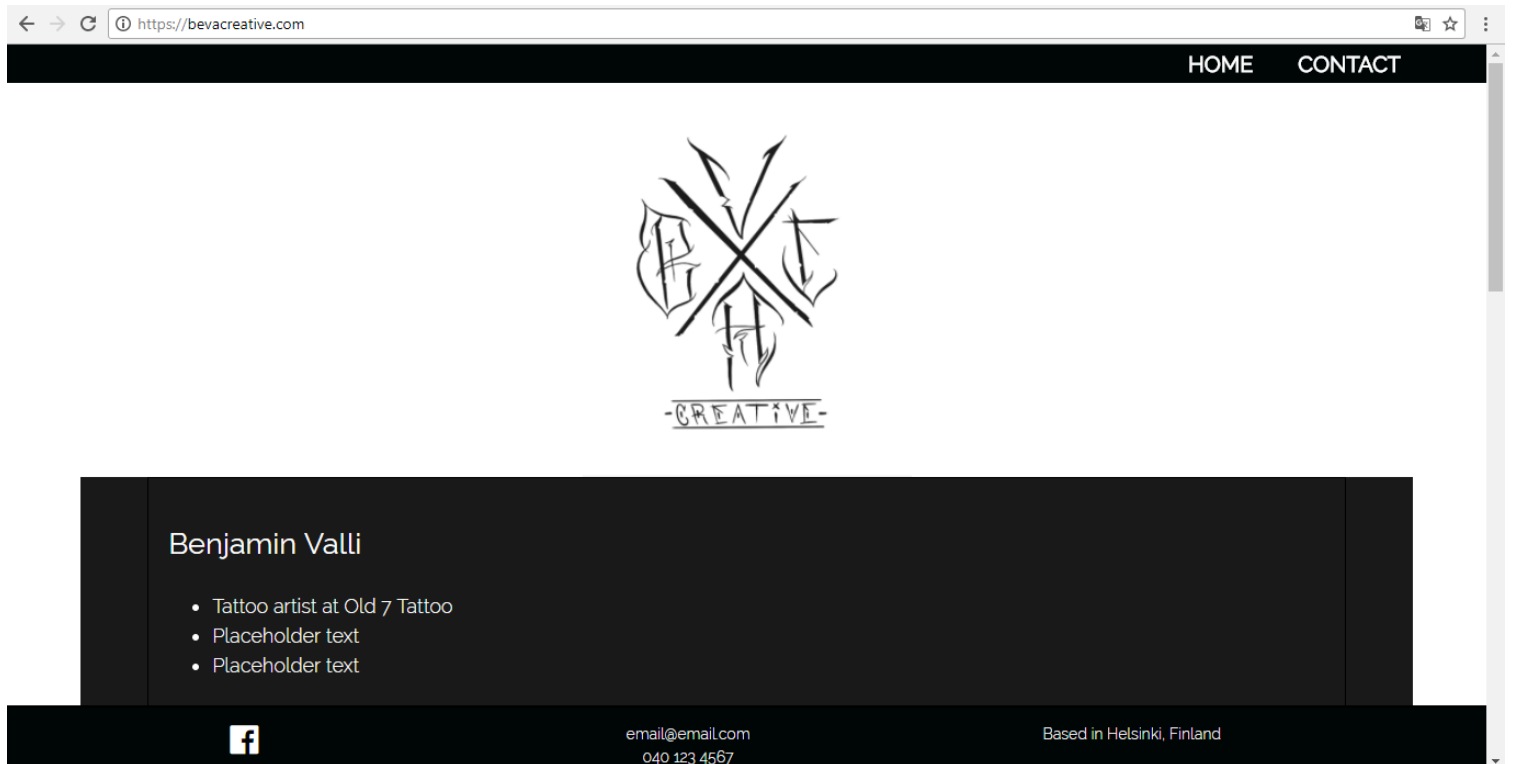 https://bevacreative.com
HOME CONTACT
-CREATIVE-
Benjamin Valli
• Tattoo artist at Old 7 Tattoo
• Placeholder text
• Placeholder text
email@email.com
040 123 4567
Based in Helsinki, Finland